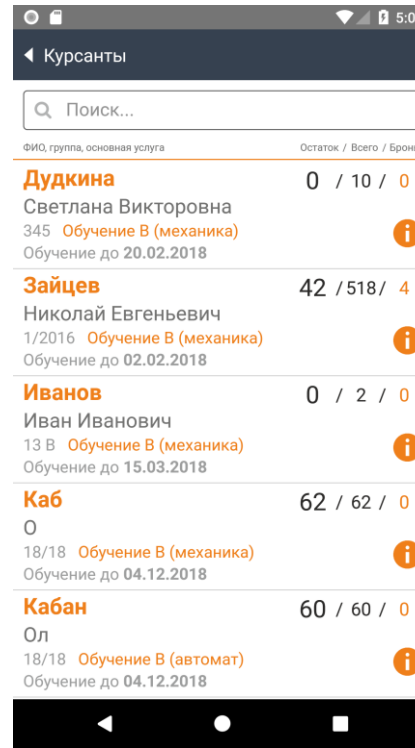 5:0
Курсанты
Поиск...
ФИО, группа, основная услуга Остаток / Всего / Брони
Дудкина 0 / 10 / 0
Светлана Викторовна
345 Обучение В (механика)
Обучение до 20.02.2018
Зайцев 42 / 518 / 4
Николай Евгеньевич
1/2016 Обучение В (механика)
Обучение до 02.02.2018
Иванов 0 / 2 / 0
Иван Иванович
13 В Обучение В (механика)
Обучение до 15.03.2018
Каб 62 / 62 / 0
О
18/18 Обучение В (механика)
Обучение до 04.12.2018
Кабан 60 / 60 / 0
Ол
18/18 Обучение В (автомат)
Обучение до 04.12.2018